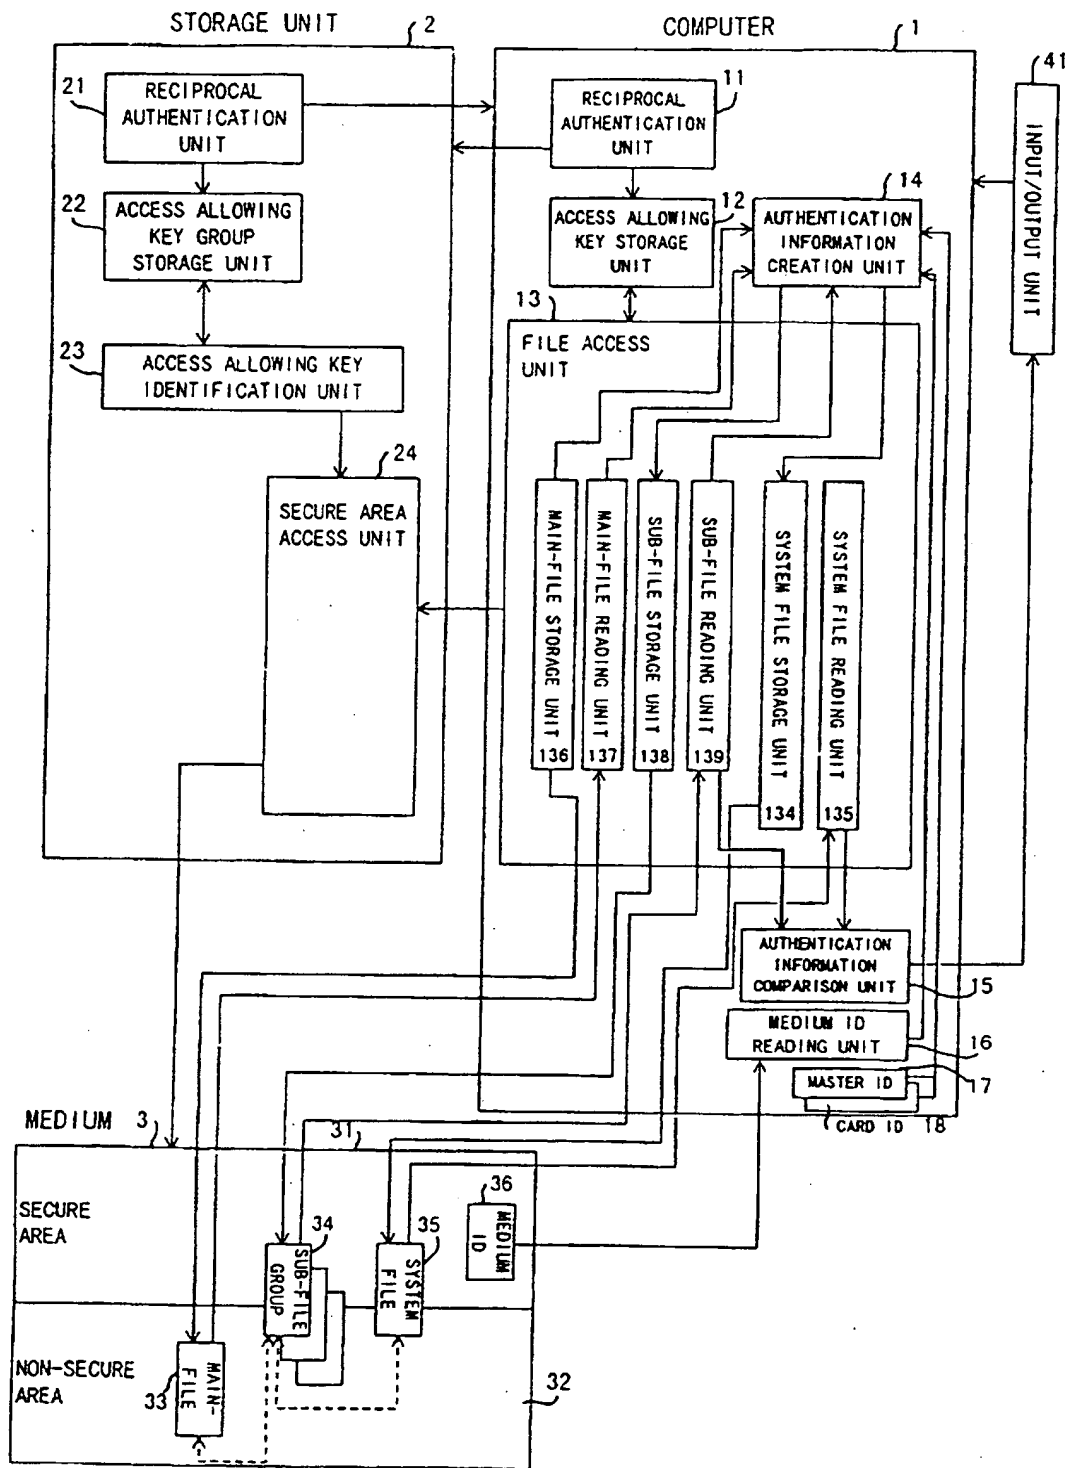 STORAGE UNIT
2
COMPUTER
1
41
21
RECIPROCAL
AUTHENTICATION
UNIT
11
RECIPROCAL
AUTHENTICATION
UNIT
INPUT/OUTPUT UNIT
22
ACCESS ALLOWING
KEY GROUP
STORAGE UNIT
12
ACCESS ALLOWING
KEY STORAGE
UNIT
14
AUTHENTICATION
INFORMATION
CREATION UNIT
13
FILE ACCESS
UNIT
23
ACCESS ALLOWING KEY
IDENTIFICATION UNIT
24
SECURE AREA
ACCESS UNIT
MAIN-FILE STORAGE UNIT
136
MAIN-FILE READING UNIT
137
SUB-FILE STORAGE UNIT
138
SUB-FILE READING UNIT
139
SYSTEM FILE STORAGE UNIT
134
SYSTEM FILE READING UNIT
135
AUTHENTICATION
INFORMATION
COMPARISON UNIT
15
MEDIUM ID
READING UNIT
16
17
MASTER ID
CARD ID
18
MEDIUM
3
31
SECURE
AREA
34
SUB-FILE
GROUP
35
SYSTEM
FILE
36
MEDIUM
ID
NON-SECURE
AREA
33
MAIN-
FILE
32